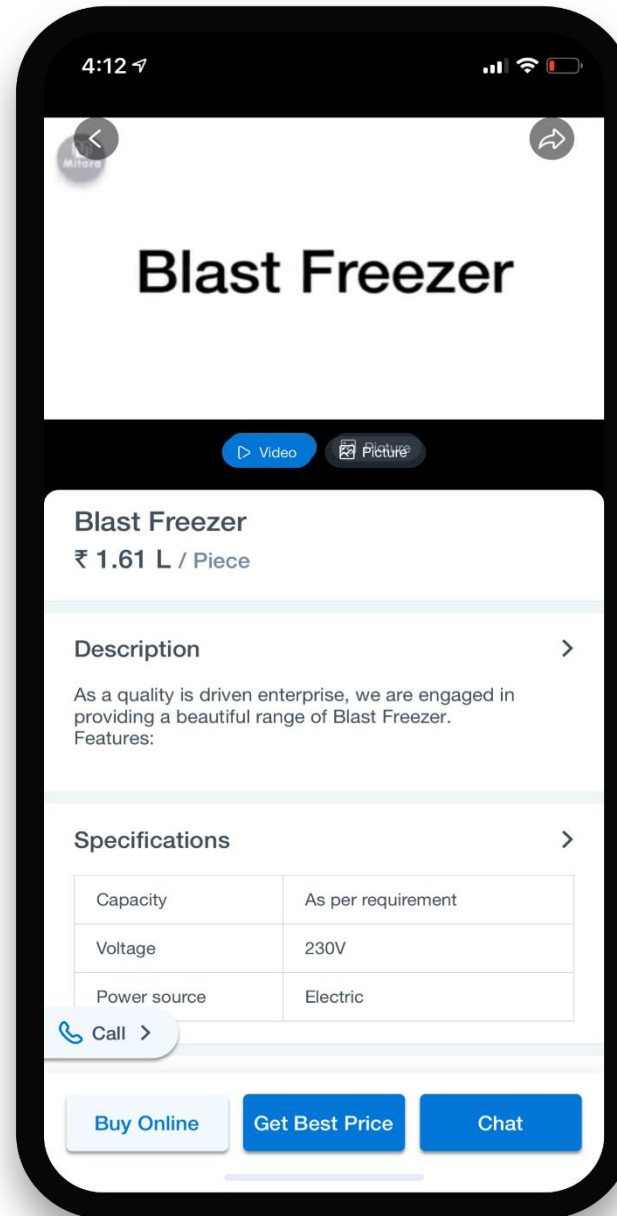 4:12
Mitora
Blast Freezer
Video
Picture
Blast Freezer
₹ 1.61 L / Piece
Description
As a quality is driven enterprise, we are engaged in
providing a beautiful range of Blast Freezer.
Features:
Specifications
Capacity As per requirement
Voltage 230V
Power source Electric
Call
Buy Online
Get Best Price
Chat